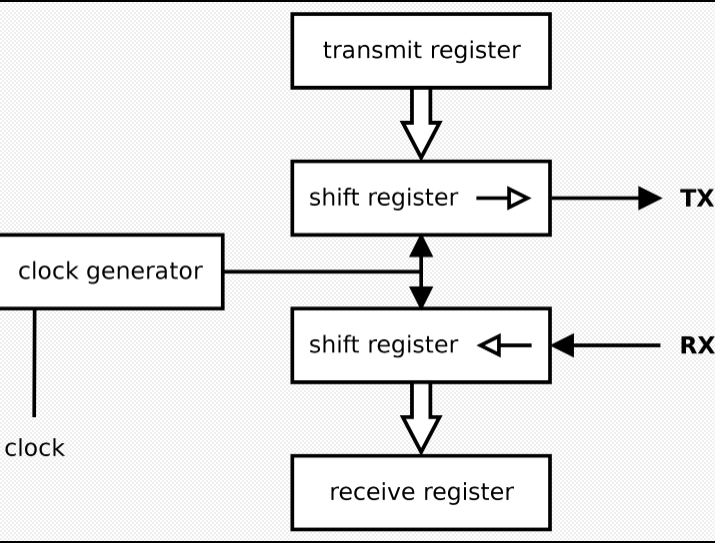 transmit register
shift register
TX
clock generator
shift register
RX
clock
receive register